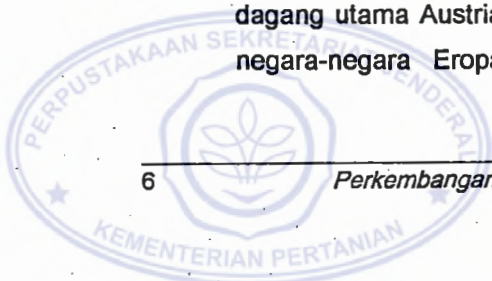 dagang utama Austria
negara-negara Eropa
PERPUSTAKAAN SEKRETARIAT JENDERAL
6 Perkembangan
KEMENTERIAN PERTANIAN